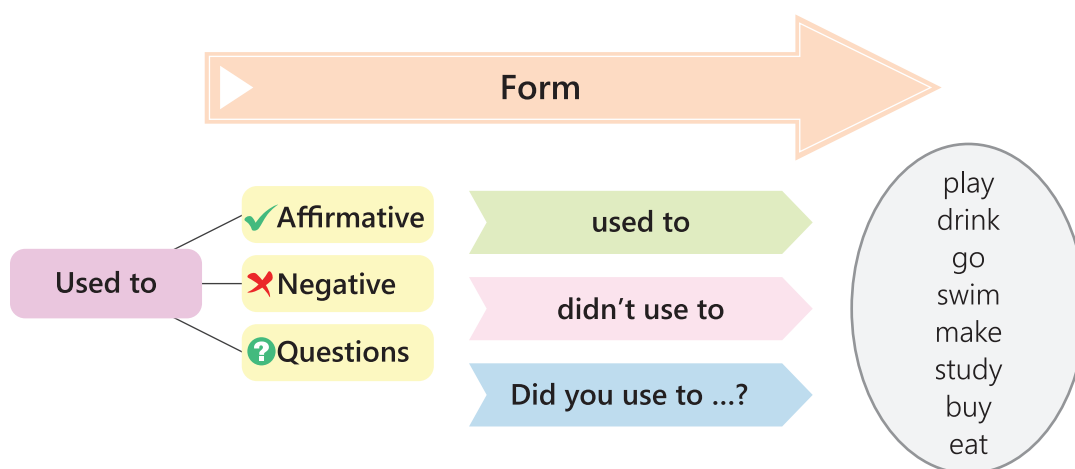 Form
Used to
Affirmative
Negative
Questions
used to
didn’t use to
Did you use to ...?
play
drink
go
swim
make
study
buy
eat